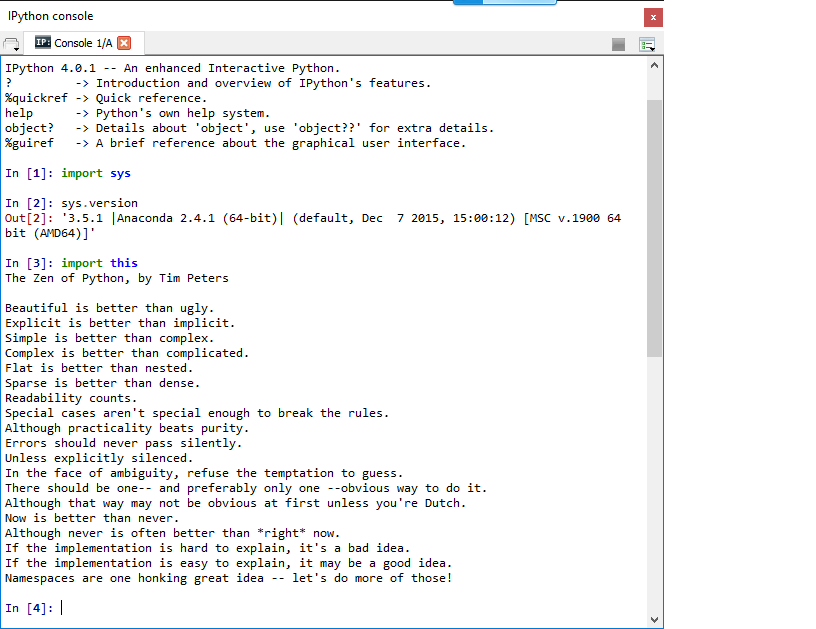 IPython console
IP: Console 1/A
IPython 4.0.1 -- An enhanced Interactive Python.
?         -> Introduction and overview of IPython's features.
%quickref -> Quick reference.
help      -> Python's own help system.
object?   -> Details about 'object', use 'object??' for extra details.
%guiref   -> A brief reference about the graphical user interface.
In [1]: import sys
In [2]: sys.version
Out[2]: '3.5.1 |Anaconda 2.4.1 (64-bit)| (default, Dec  7 2015, 15:00:12) [MSC v.1900 64
bit (AMD64)]'
In [3]: import this
The Zen of Python, by Tim Peters
Beautiful is better than ugly.
Explicit is better than implicit.
Simple is better than complex.
Complex is better than complicated.
Flat is better than nested.
Sparse is better than dense.
Readability counts.
Special cases aren't special enough to break the rules.
Although practicality beats purity.
Errors should never pass silently.
Unless explicitly silenced.
In the face of ambiguity, refuse the temptation to guess.
There should be one-- and preferably only one --obvious way to do it.
Although that way may not be obvious at first unless you're Dutch.
Now is better than never.
Although never is often better than *right* now.
If the implementation is hard to explain, it's a bad idea.
If the implementation is easy to explain, it may be a good idea.
Namespaces are one honking great idea -- let's do more of those!
In [4]: